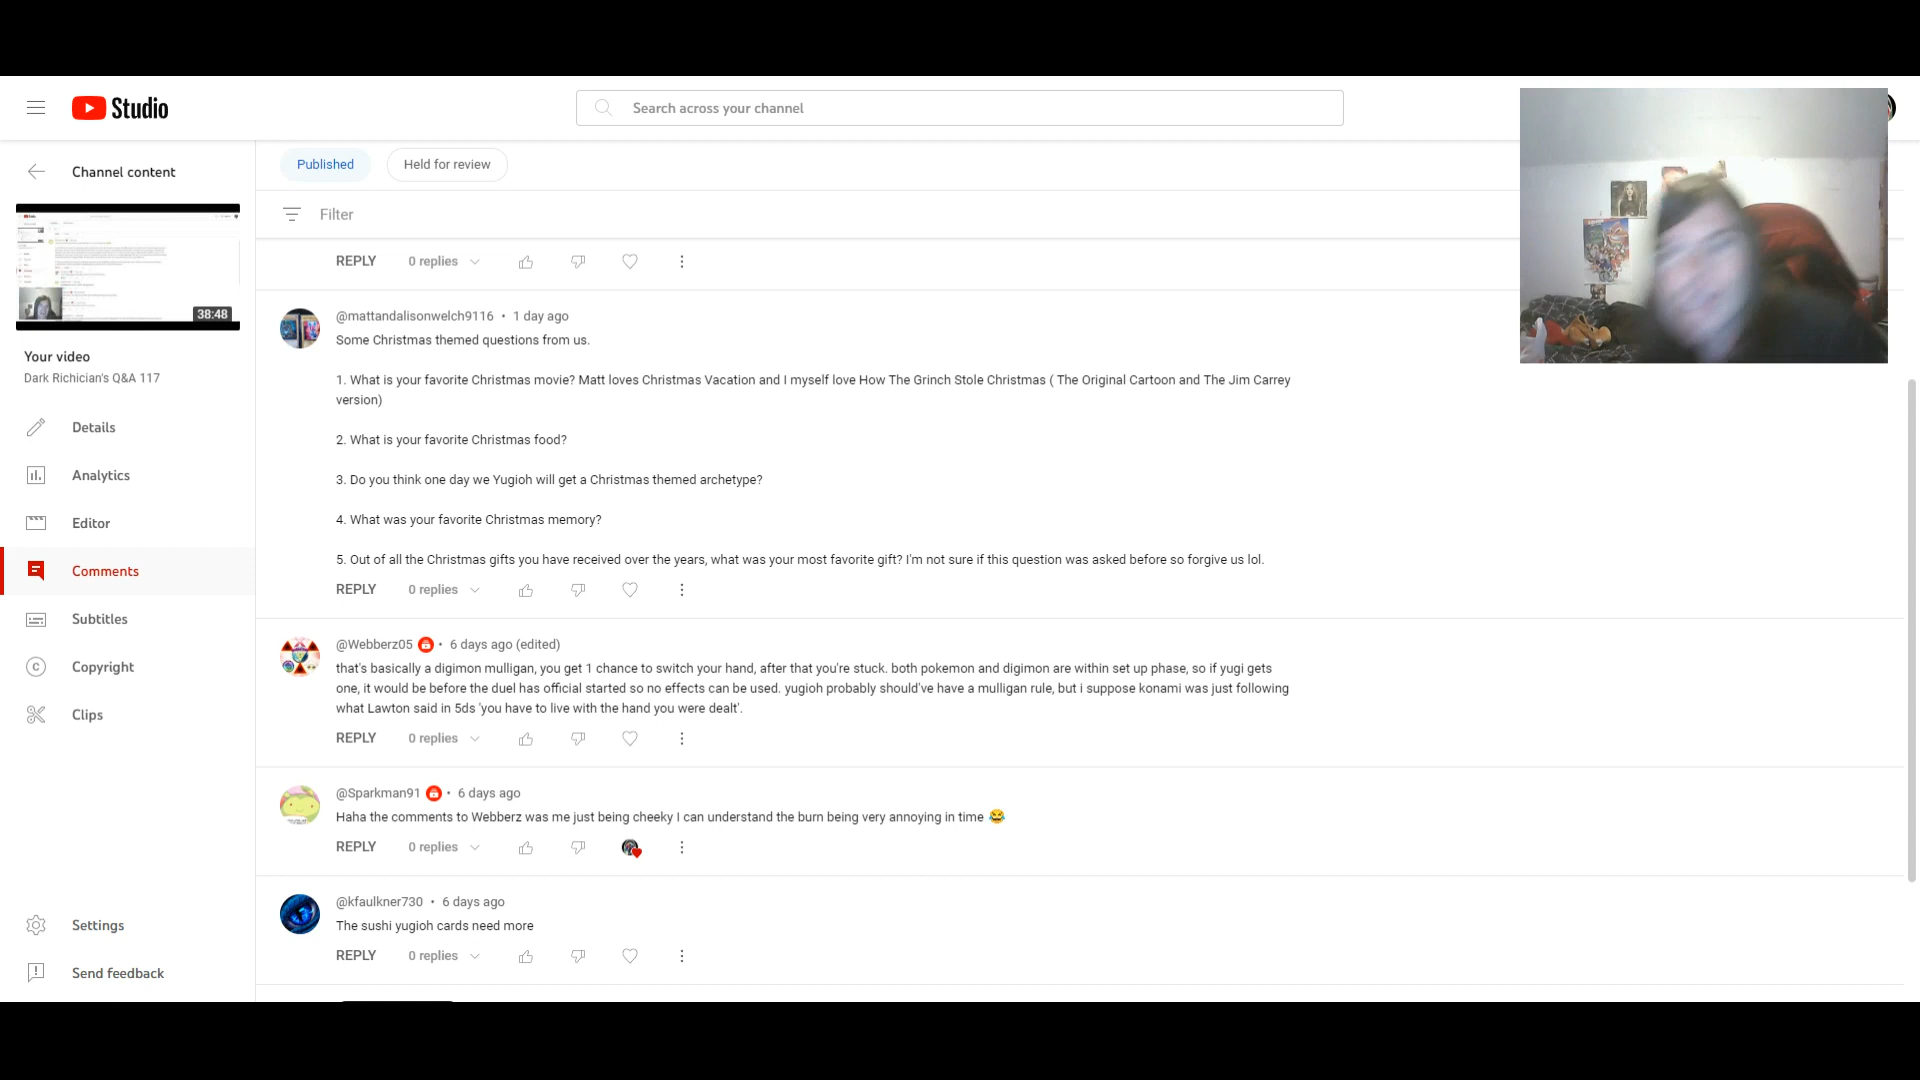 Studio
Search across your channel
Channel content
Published
Held for review
Filter
38:48
Your video
Dark Richician's Q&A 117
Details
Analytics
Editor
Comments
Subtitles
Copyright
Clips
Settings
Send feedback
REPLY 0 replies
@mattandalisonwelch9116 • 1 day ago
Some Christmas themed questions from us.
1. What is your favorite Christmas movie? Matt loves Christmas Vacation and I myself love How The Grinch Stole Christmas ( The Original Cartoon and The Jim Carrey
version)
2. What is your favorite Christmas food?
3. Do you think one day we Yugioh will get a Christmas themed archetype?
4. What was your favorite Christmas memory?
5. Out of all the Christmas gifts you have received over the years, what was your most favorite gift? I'm not sure if this question was asked before so forgive us lol.
REPLY 0 replies
@Webberz05 • 6 days ago (edited)
that's basically a digimon mulligan, you get 1 chance to switch your hand, after that you're stuck. both pokemon and digimon are within set up phase, so if yugi gets
one, it would be before the duel has official started so no effects can be used. yugioh probably should've have a mulligan rule, but i suppose konami was just following
what Lawton said in 5ds 'you have to live with the hand you were dealt'.
REPLY 0 replies
@Sparkman91 • 6 days ago
Haha the comments to Webberz was me just being cheeky I can understand the burn being very annoying in time 😂
REPLY 0 replies
@kfaulkner730 • 6 days ago
The sushi yugioh cards need more
REPLY 0 replies